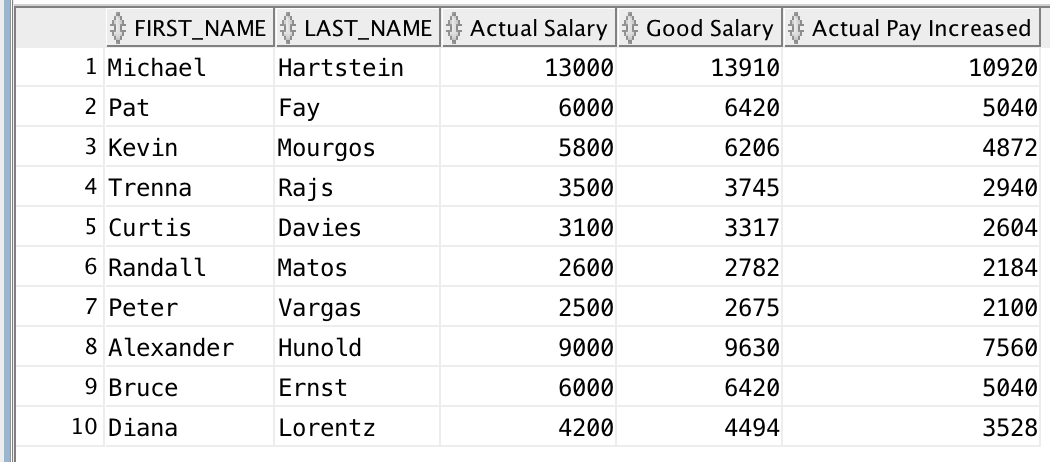 FIRST_NAME LAST_NAME Actual Salary Good Salary Actual Pay Increased
1 Michael Hartstein 13000 13910 10920
2 Pat Fay 6000 6420 5040
3 Kevin Mourgos 5800 6206 4872
4 Trenna Rajs 3500 3745 2940
5 Curtis Davies 3100 3317 2604
6 Randall Matos 2600 2782 2184
7 Peter Vargas 2500 2675 2100
8 Alexander Hunold 9000 9630 7560
9 Bruce Ernst 6000 6420 5040
10 Diana Lorentz 4200 4494 3528